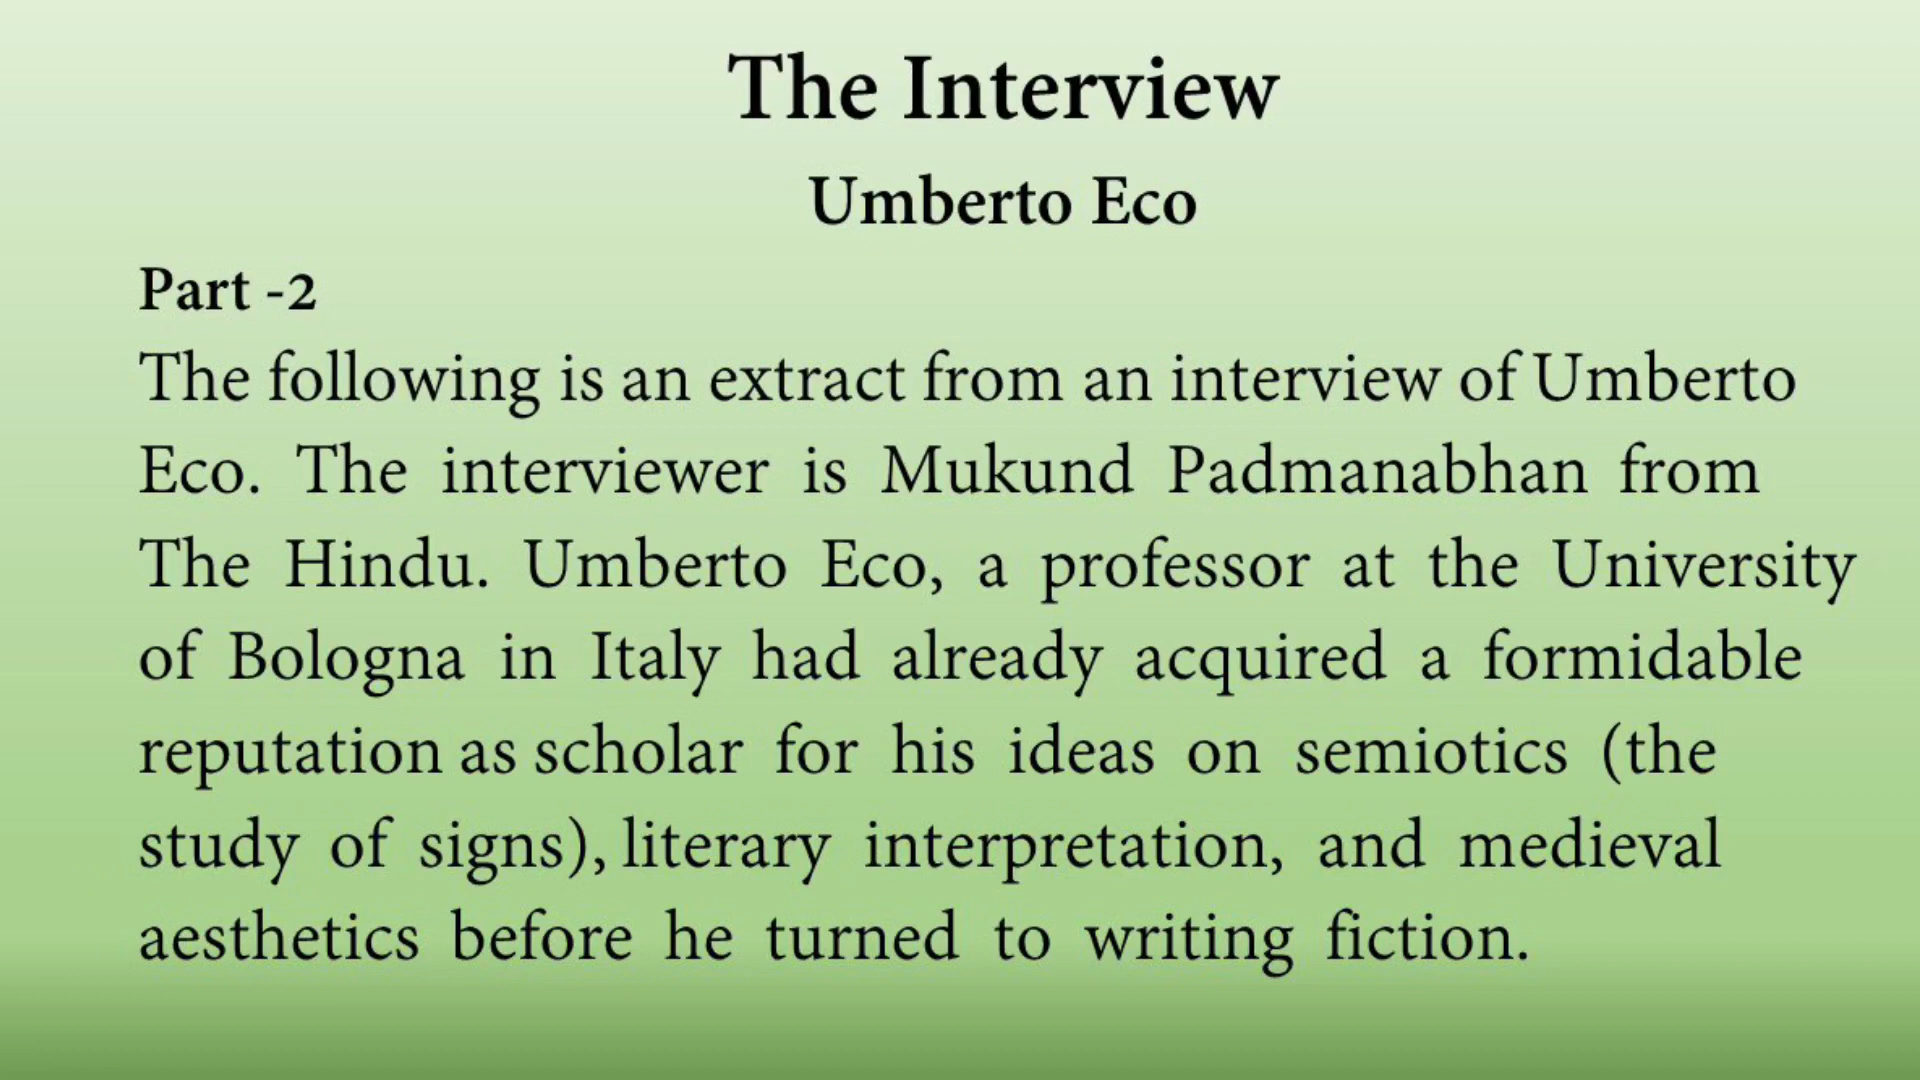 The Interview
Umberto Eco
Part -2
The following is an extract from an interview of Umberto
Eco. The interviewer is Mukund Padmanabhan from
The Hindu. Umberto Eco, a professor at the University
of Bologna in Italy had already acquired a formidable
reputation as scholar for his ideas on semiotics (the
study of signs), literary interpretation, and medieval
aesthetics before he turned to writing fiction.